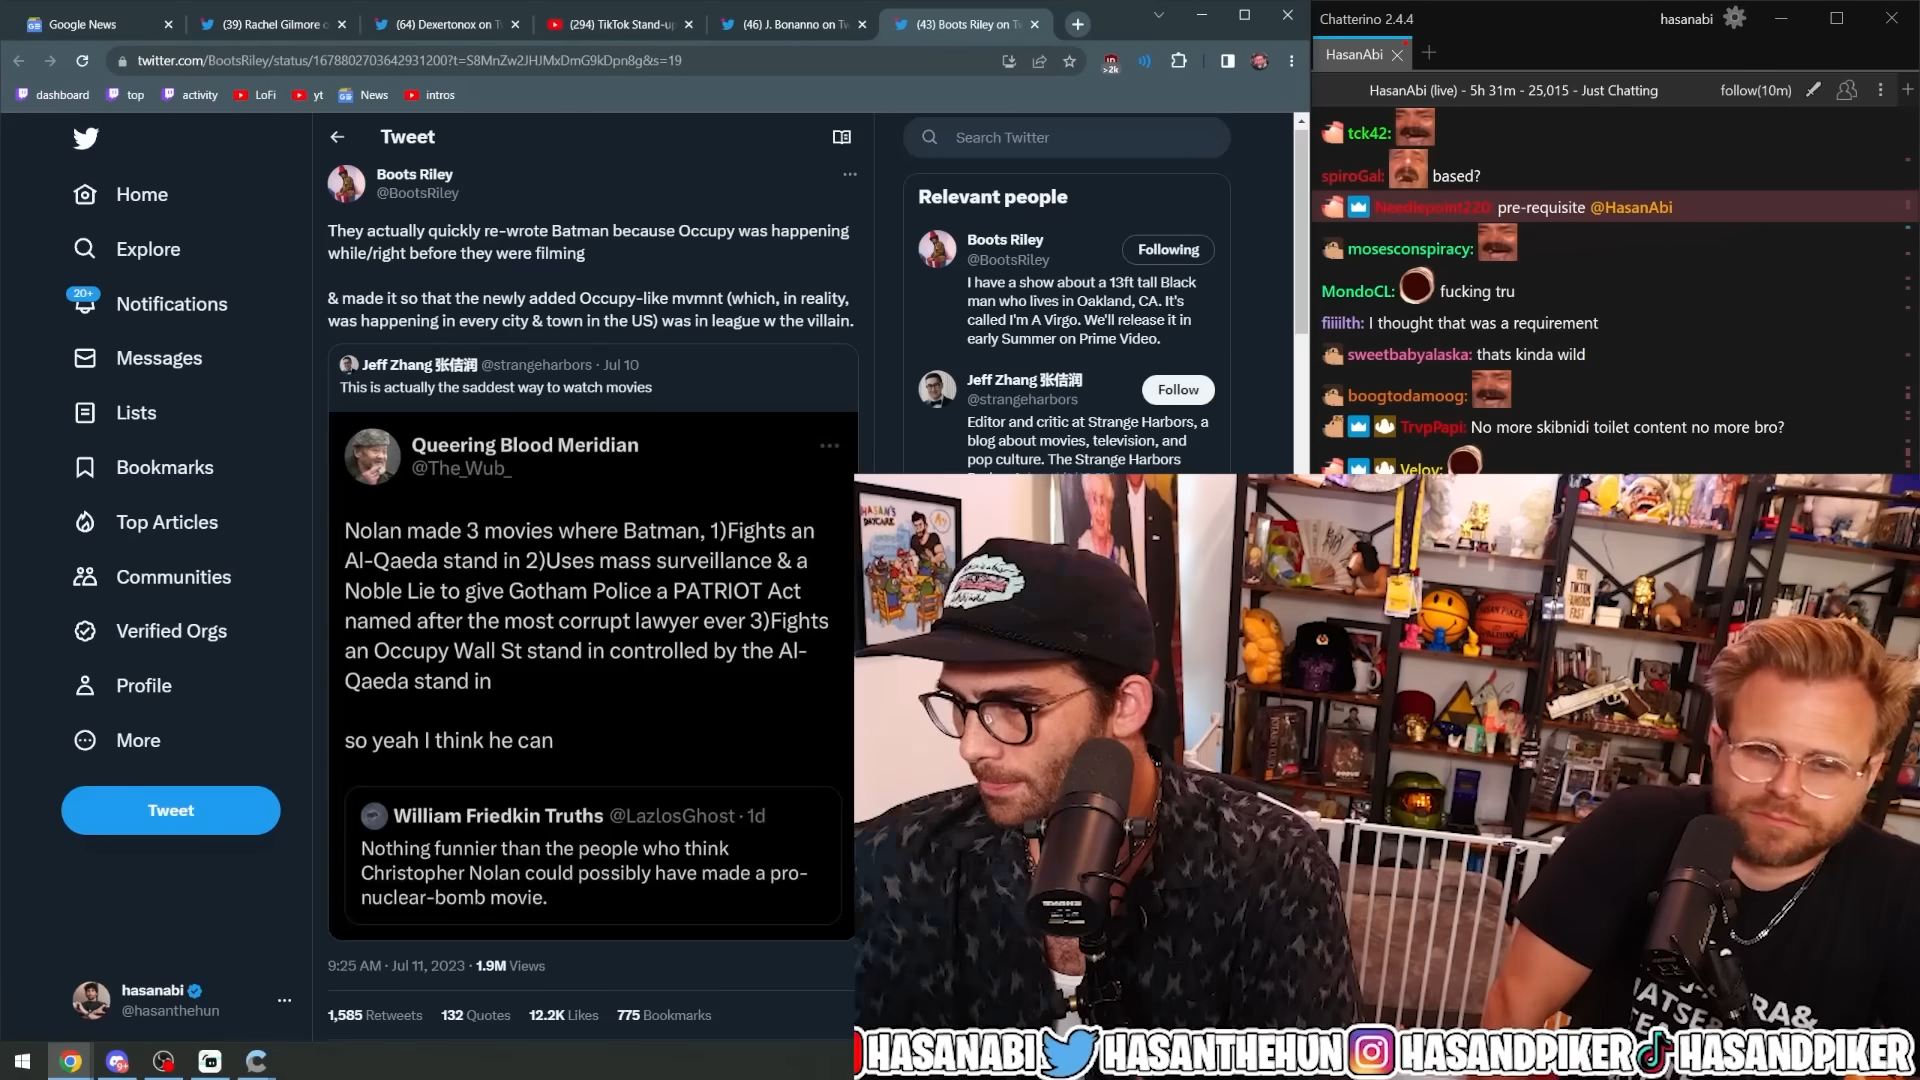 Google News
(39) Rachel Gilmore o
(64) Dexertonox on T
(294) TikTok Stand-up
(46) J. Bonanno on Tw
(43) Boots Riley on Tw
twitter.com/BootsRiley/status/1678802703642931200?t=S8MnZw2JHJMxDmG9kDpn8g&s=19
>2k
dashboard
top
activity
LoFi
yt
News
intros
Home
Explore
20+
Notifications
Messages
Lists
Bookmarks
Top Articles
Communities
Verified Orgs
Profile
More
Tweet
hasanabi
@hasanthehun
Tweet
Boots Riley
@BootsRiley
They actually quickly re-wrote Batman because Occupy was happening
while/right before they were filming
& made it so that the newly added Occupy-like mvmnt (which, in reality,
was happening in every city & town in the US) was in league w the villain.
Jeff Zhang 张佶润 @strangeharbors · Jul 10
This is actually the saddest way to watch movies
Queering Blood Meridian
@The_Wub_
Nolan made 3 movies where Batman, 1)Fights an
Al-Qaeda stand in 2)Uses mass surveillance & a
Noble Lie to give Gotham Police a PATRIOT Act
named after the most corrupt lawyer ever 3)Fights
an Occupy Wall St stand in controlled by the Al-
Qaeda stand in
so yeah I think he can
William Friedkin Truths @LazlosGhost · 1d
Nothing funnier than the people who think
Christopher Nolan could possibly have made a pro-
nuclear-bomb movie.
9:25 AM · Jul 11, 2023 · 1.9M Views
1,585 Retweets 132 Quotes 12.2K Likes 775 Bookmarks
Search Twitter
Relevant people
Boots Riley
@BootsRiley
Following
I have a show about a 13ft tall Black
man who lives in Oakland, CA. It's
called I'm A Virgo. We'll release it in
early Summer on Prime Video.
Jeff Zhang 张佶润
@strangeharbors
Follow
Editor and critic at Strange Harbors, a
blog about movies, television, and
pop culture. The Strange Harbors
Chatterino 2.4.4
hasanabi
HasanAbi
HasanAbi (live) - 5h 31m - 25,015 - Just Chatting
follow(10m)
tck42:
spiroGal: based?
Needlepoint220: pre-requisite @HasanAbi
mosesconspiracy:
MondoCL: fucking tru
fiiiilth: I thought that was a requirement
sweetbabyalaska: thats kinda wild
boogtodamoog:
TrvpPapi: No more skibnidi toilet content no more bro?
Veloy:
HASAN'S
DAYCARE
GET
TIKTOK
FAMOUS
FAST
HASAN PIKER
SPALDING
HASANABI
HASANTHEHUN
HASANDPIKER
HASANDPIKER